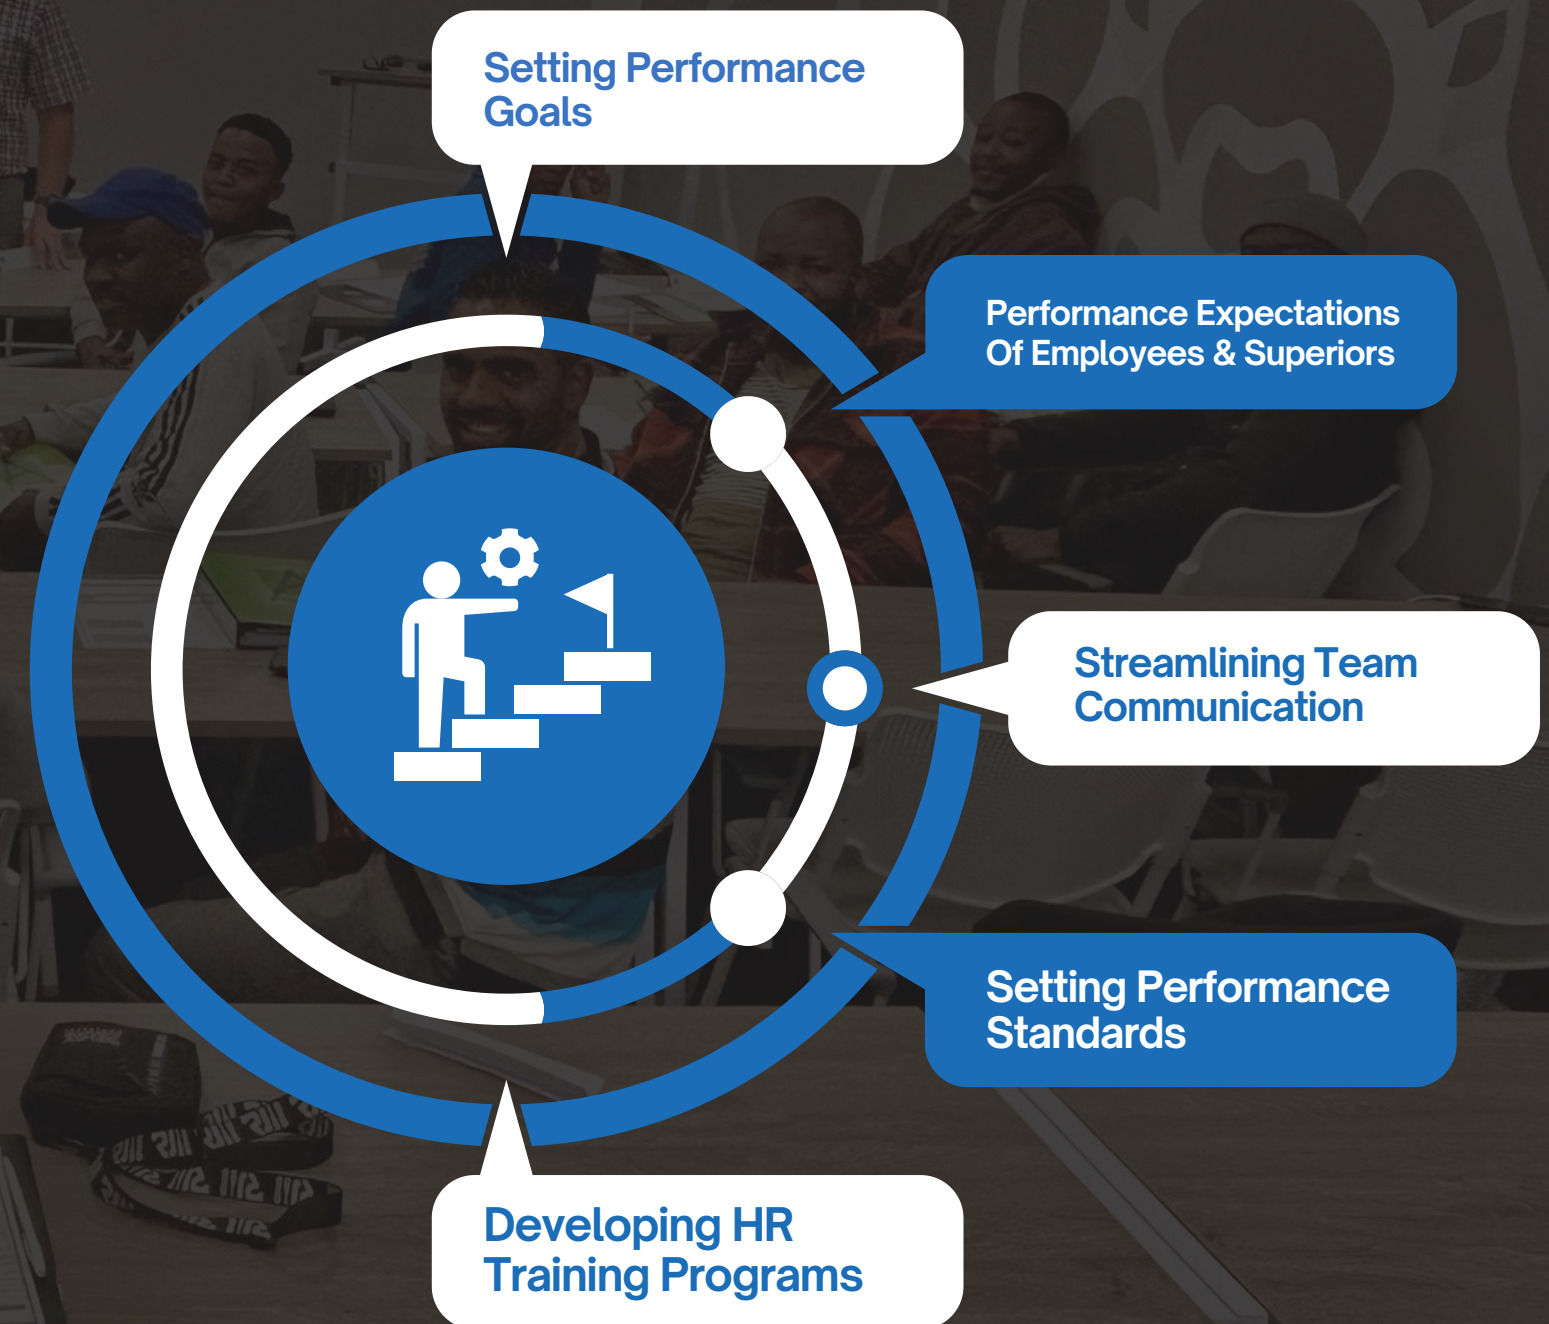 Setting Performance
Goals
Performance Expectations
Of Employees & Superiors
Streamlining Team
Communication
Setting Performance
Standards
Developing HR
Training Programs